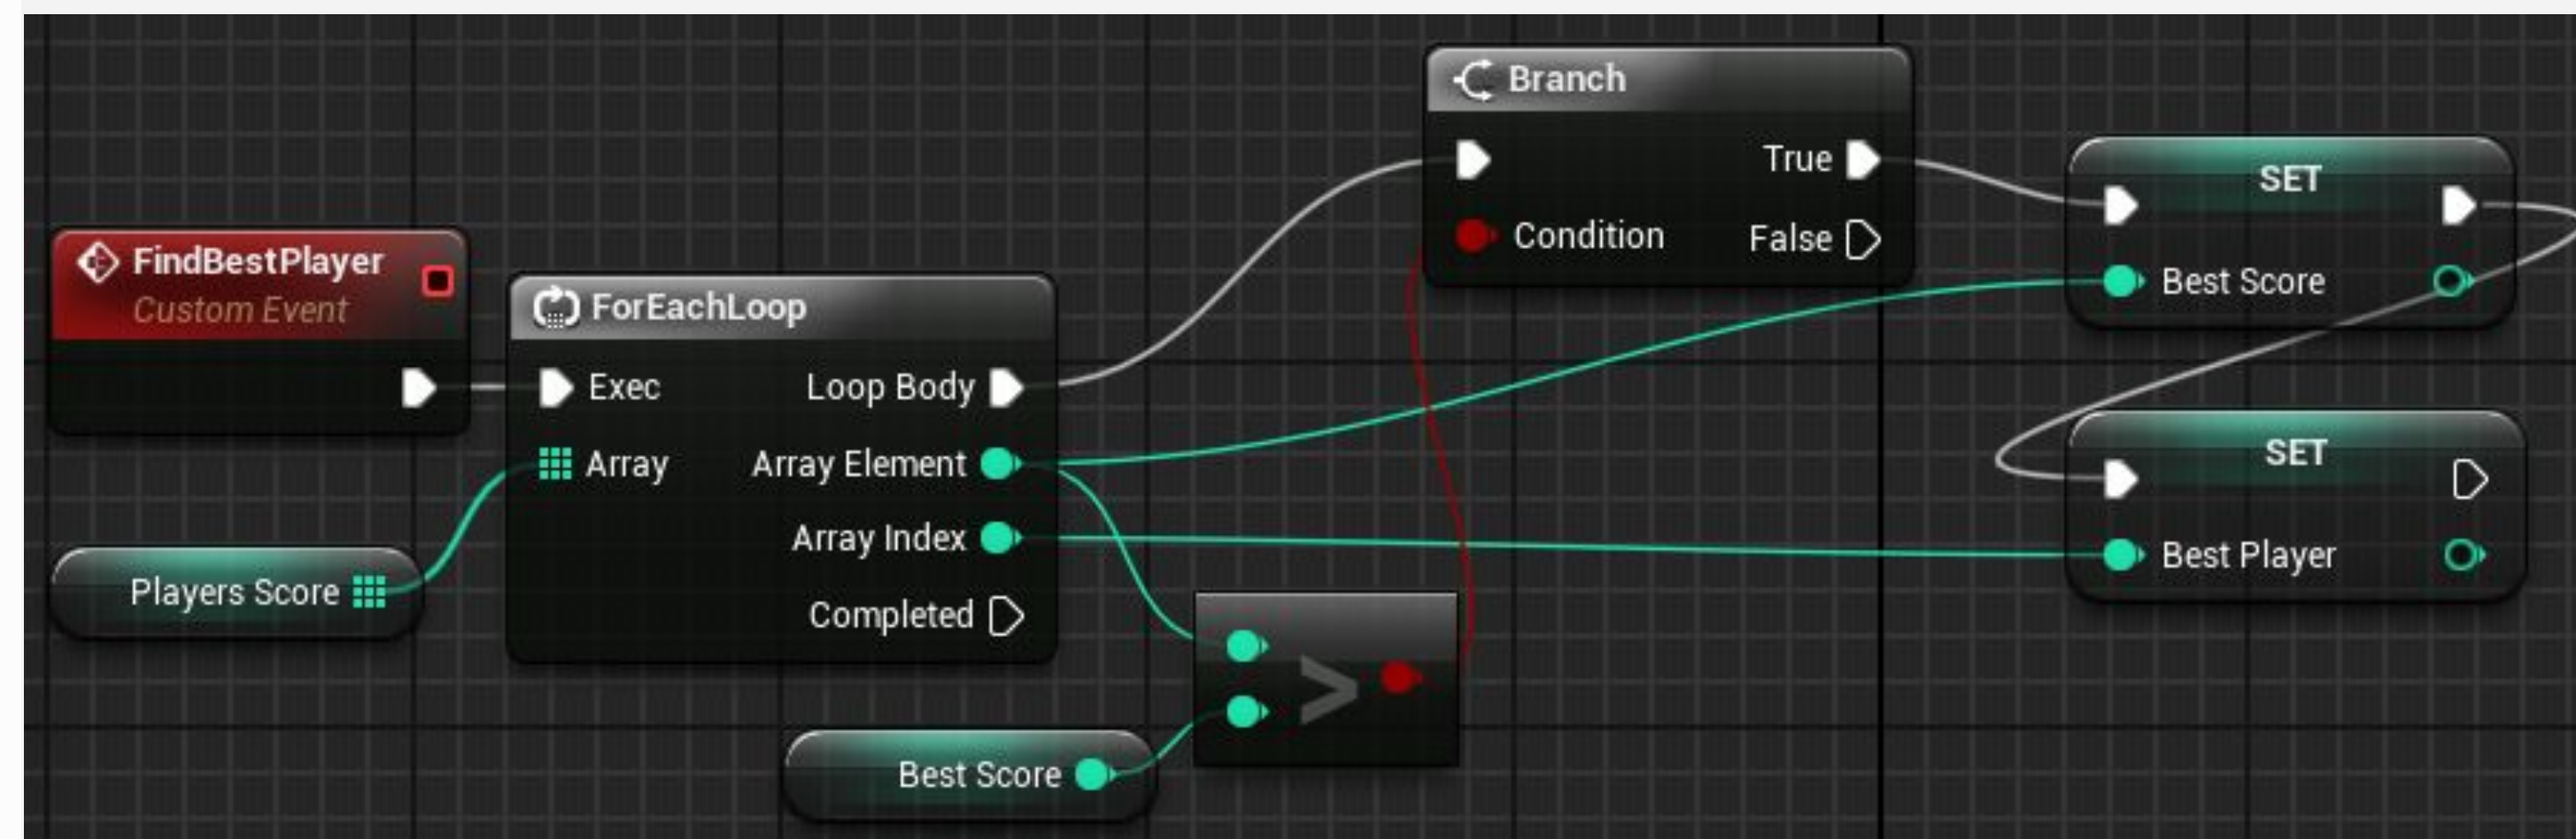 Branch
True
Condition
False
SET
Best Score
FindBestPlayer
Custom Event
ForEachLoop
Exec
Loop Body
Array
Array Element
Array Index
Completed
Players Score
SET
Best Player
>
Best Score